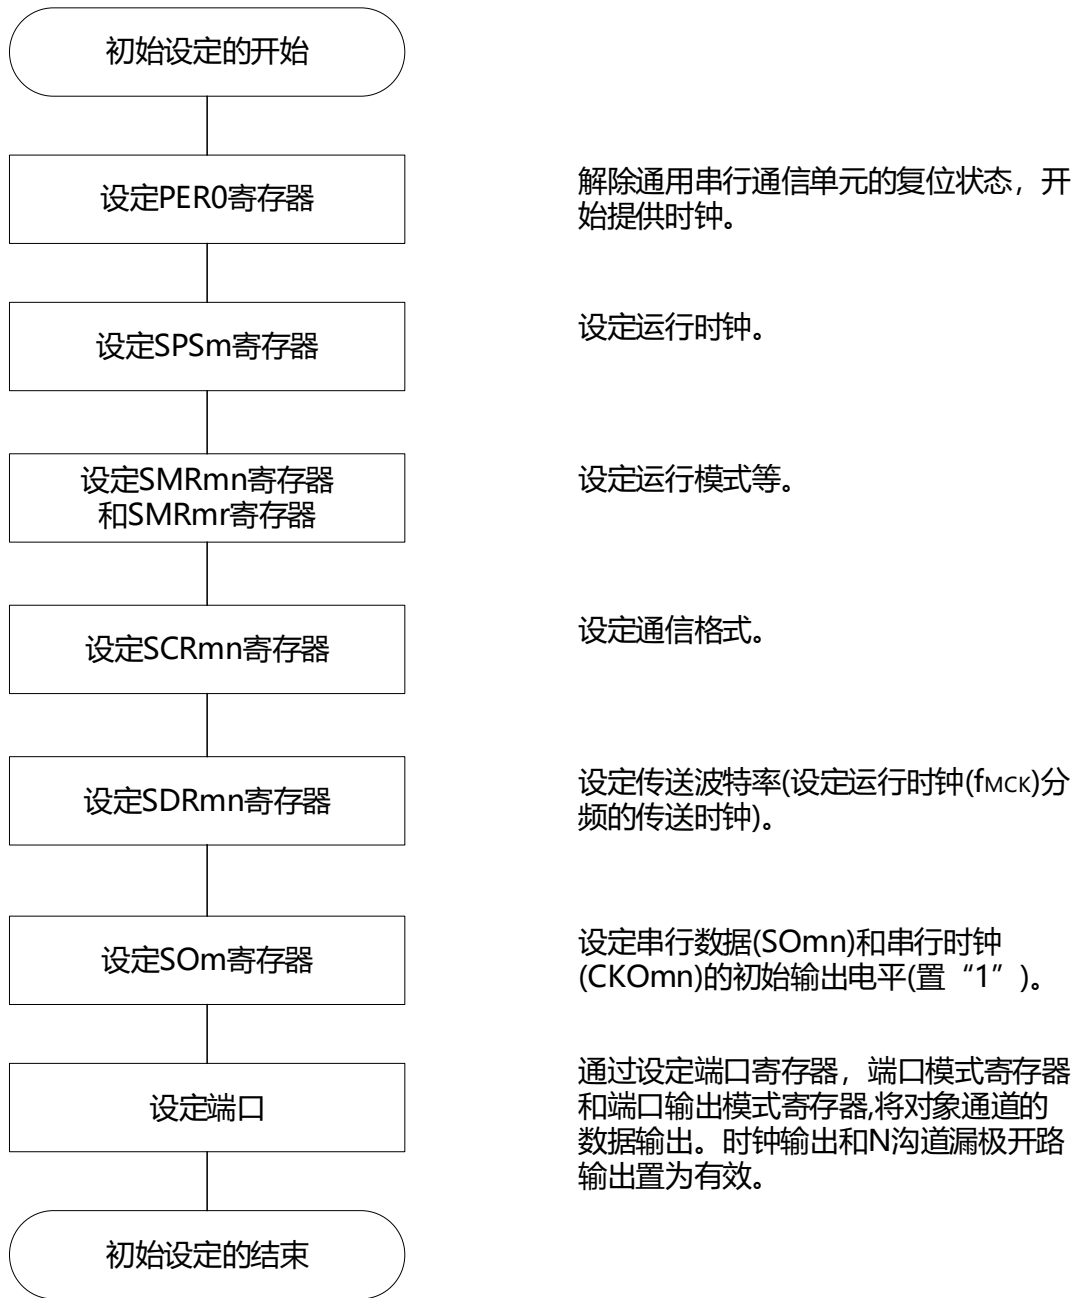 初始设定的开始
设定PER0寄存器
解除通用串行通信单元的复位状态，开
始提供时钟。
设定SPSm寄存器
设定运行时钟。
设定SMRmn寄存器
和SMRmr寄存器
设定运行模式等。
设定SCRmn寄存器
设定通信格式。
设定SDRmn寄存器
设定传送波特率(设定运行时钟(fMCK)分
频的传送时钟)。
设定SOm寄存器
设定串行数据(SOmn)和串行时钟
(CKOmn)的初始输出电平(置“1”)。
设定端口
通过设定端口寄存器，端口模式寄存器
和端口输出模式寄存器,将对象通道的
数据输出。时钟输出和N沟道漏极开路
输出置为有效。
初始设定的结束